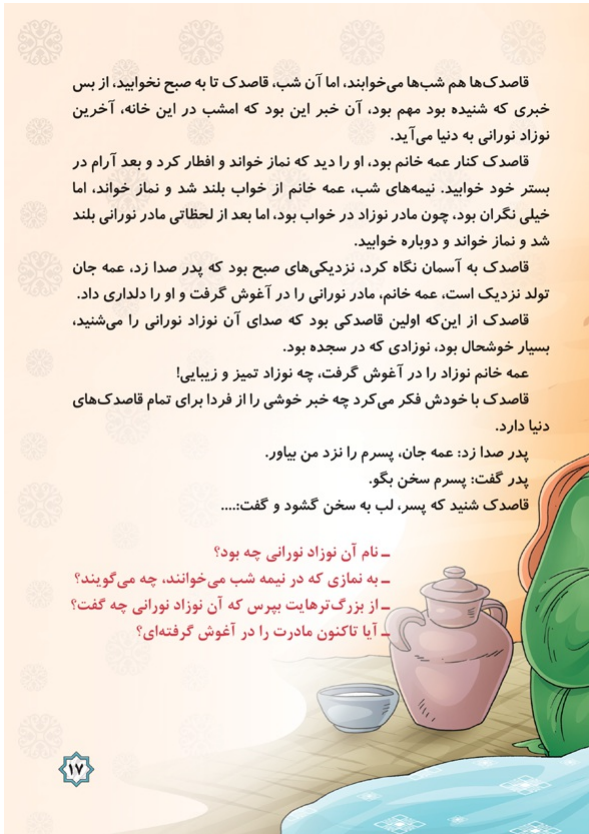 قاصدک‌ها هم شب‌ها می‌خوابند، اما آن شب، قاصدک تا به صبح نخوابید، از بس
خبری که شنیده بود مهم بود، آن خبر این بود که امشب در این خانه، آخرین
نوزاد نورانی به دنیا می‌آید.
قاصدک کنار عمه خانم بود، او را دید که نماز خواند و افطار کرد و بعد آرام در
بستر خود خوابید. نیمه‌های شب، عمه خانم از خواب بلند شد و نماز خواند، اما
خیلی نگران بود، چون مادر نوزاد در خواب بود، اما بعد از لحظاتی مادر نورانی بلند
شد و نماز خواند و دوباره خوابید.
قاصدک به آسمان نگاه کرد، نزدیکی‌های صبح بود که پدر صدا زد، عمه جان
تولد نزدیک است، عمه خانم، مادر نورانی را در آغوش گرفت و او را دلداری داد.
قاصدک از این‌که اولین قاصدکی بود که صدای آن نوزاد نورانی را می‌شنید،
بسیار خوشحال بود، نوزادی که در سجده بود.
عمه خانم نوزاد را در آغوش گرفت، چه نوزاد تمیز و زیبایی!
قاصدک با خودش فکر می‌کرد چه خبر خوشی را از فردا برای تمام قاصدک‌های
دنیا دارد.
پدر صدا زد: عمه جان، پسرم را نزد من بیاور.
پدر گفت: پسرم سخن بگو.
قاصدک شنید که پسر، لب به سخن گشود و گفت:....
ـ نام آن نوزاد نورانی چه بود؟
ـ به نمازی که در نیمه شب می‌خوانند، چه می‌گویند؟
ـ از بزرگ‌ترهایت بپرس که آن نوزاد نورانی چه گفت؟
ـ آیا تاکنون مادرت را در آغوش گرفته‌ای؟
۱۷